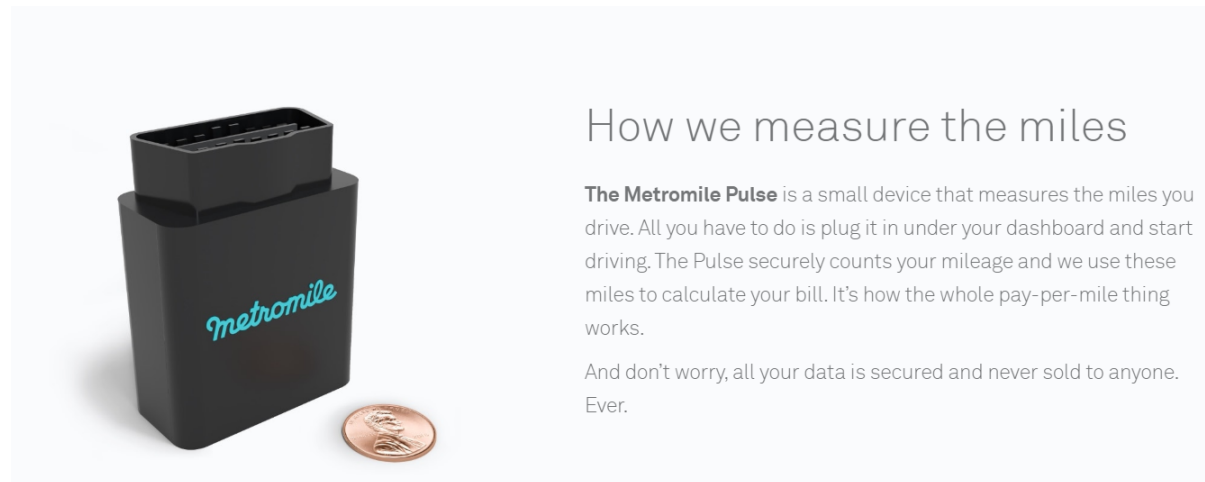 metromile
How we measure the miles
The Metromile Pulse is a small device that measures the miles you
drive. All you have to do is plug it in under your dashboard and start
driving. The Pulse securely counts your mileage and we use these
miles to calculate your bill. It’s how the whole pay-per-mile thing
works.
And don’t worry, all your data is secured and never sold to anyone.
Ever.